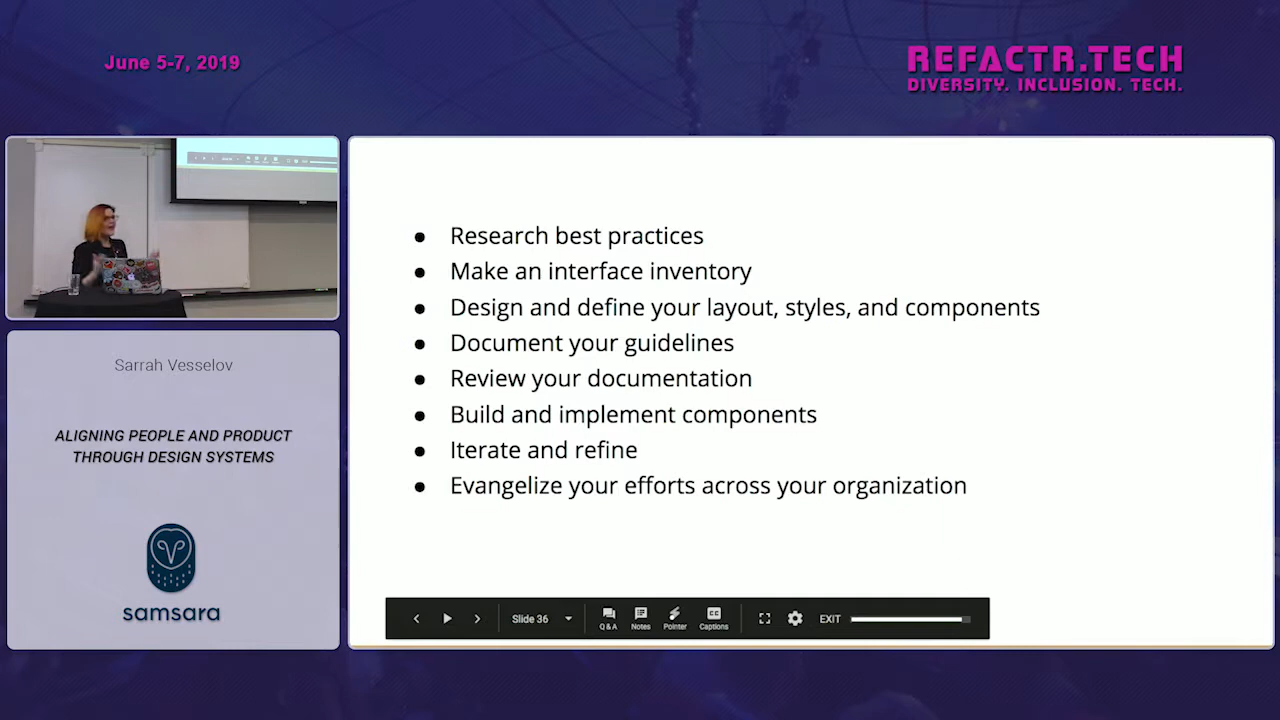 June 5-7, 2019
REFACTR.TECH
DIVERSITY. INCLUSION. TECH.
Sarrah Vesselov
ALIGNING PEOPLE AND PRODUCT
THROUGH DESIGN SYSTEMS
samsara
● Research best practices
● Make an interface inventory
● Design and define your layout, styles, and components
● Document your guidelines
● Review your documentation
● Build and implement components
● Iterate and refine
● Evangelize your efforts across your organization
Slide 36
Q & A
Notes
Pointer
CC
Captions
EXIT